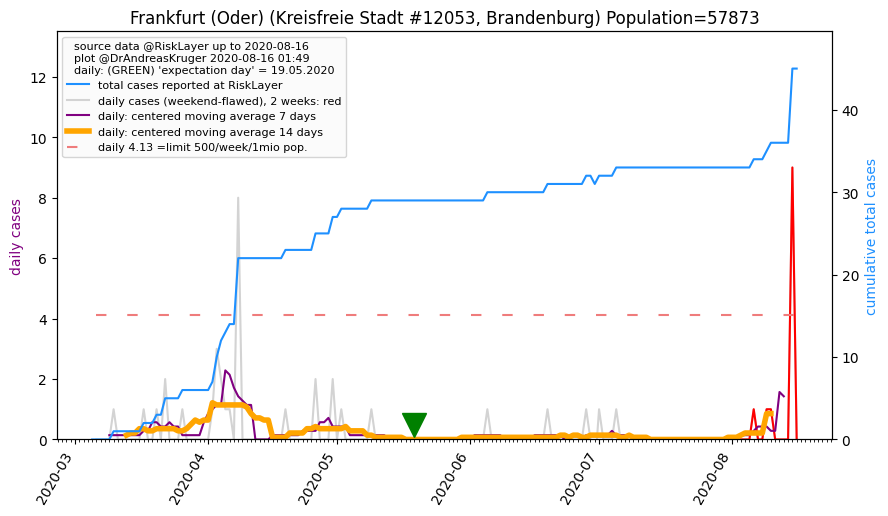 Frankfurt (Oder) (Kreisfreie Stadt #12053, Brandenburg) Population=57873
source data @RiskLayer up to 2020-08-16
plot @DrAndreasKruger 2020-08-16 01:49
daily: (GREEN) 'expectation day' = 19.05.2020
total cases reported at RiskLayer
daily cases (weekend-flawed), 2 weeks: red
daily: centered moving average 7 days
daily: centered moving average 14 days
daily 4.13 =limit 500/week/1mio pop.
daily cases
12
10
8
6
4
2
0
cumulative total cases
40
30
20
10
0
2020-03
2020-04
2020-05
2020-06
2020-07
2020-08